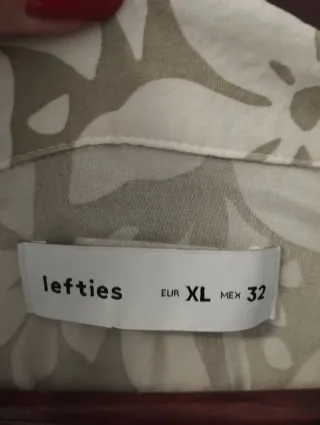 lefties EUR XL MEX 32